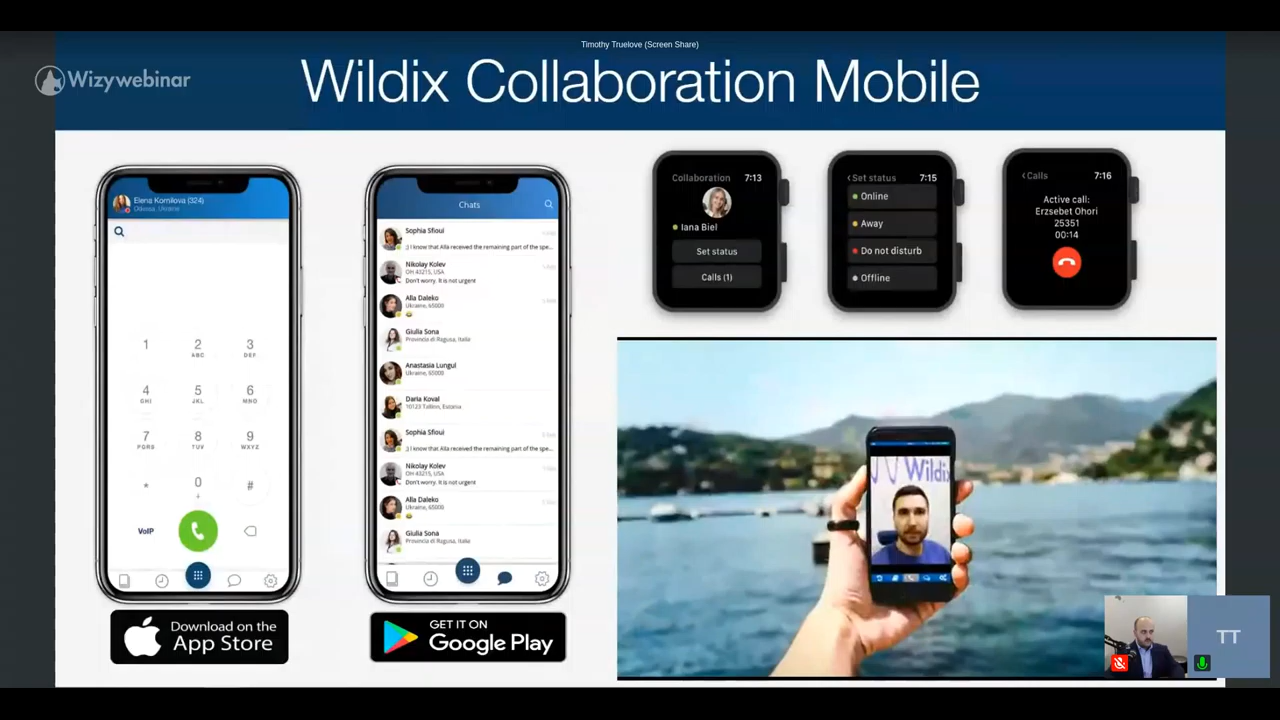 Timothy Truelove (Screen Share)
Wizywebinar
Wildix Collaboration Mobile
Elena Kornilova (324)
Odessa, Ukraine
1
2
ABC
3
DEF
4
GHI
5
JKL
6
MNO
7
PQRS
8
TUV
9
WXYZ
*
0
+
#
VoIP
Download on the
App Store
Chats
Sophia Sfioui
;) I know that Alla received the remaining part of the spe...
Nikolay Kolev
OH 43215, USA
Don't worry. It is not urgent
Alla Daleko
Ukraine, 65000
Giulia Sona
Provincia di Ragusa, Italia
Anastasia Lungul
Ukraine, 65000
Daria Koval
10123 Tallinn, Estonia
Sophia Sfioui
;) I know that Alla received the remaining part of the spe...
Nikolay Kolev
OH 43215, USA
Don't worry. It is not urgent
Alla Daleko
Ukraine, 65000
Giulia Sona
Provincia di Ragusa, Italia
GET IT ON
Google Play
Collaboration 7:13
Iana Biel
Set status
Calls (1)
Set status 7:15
Online
Away
Do not disturb
Offline
Calls 7:16
Active call:
Erzsebet Ohori
25351
00:14
Wildix
TT